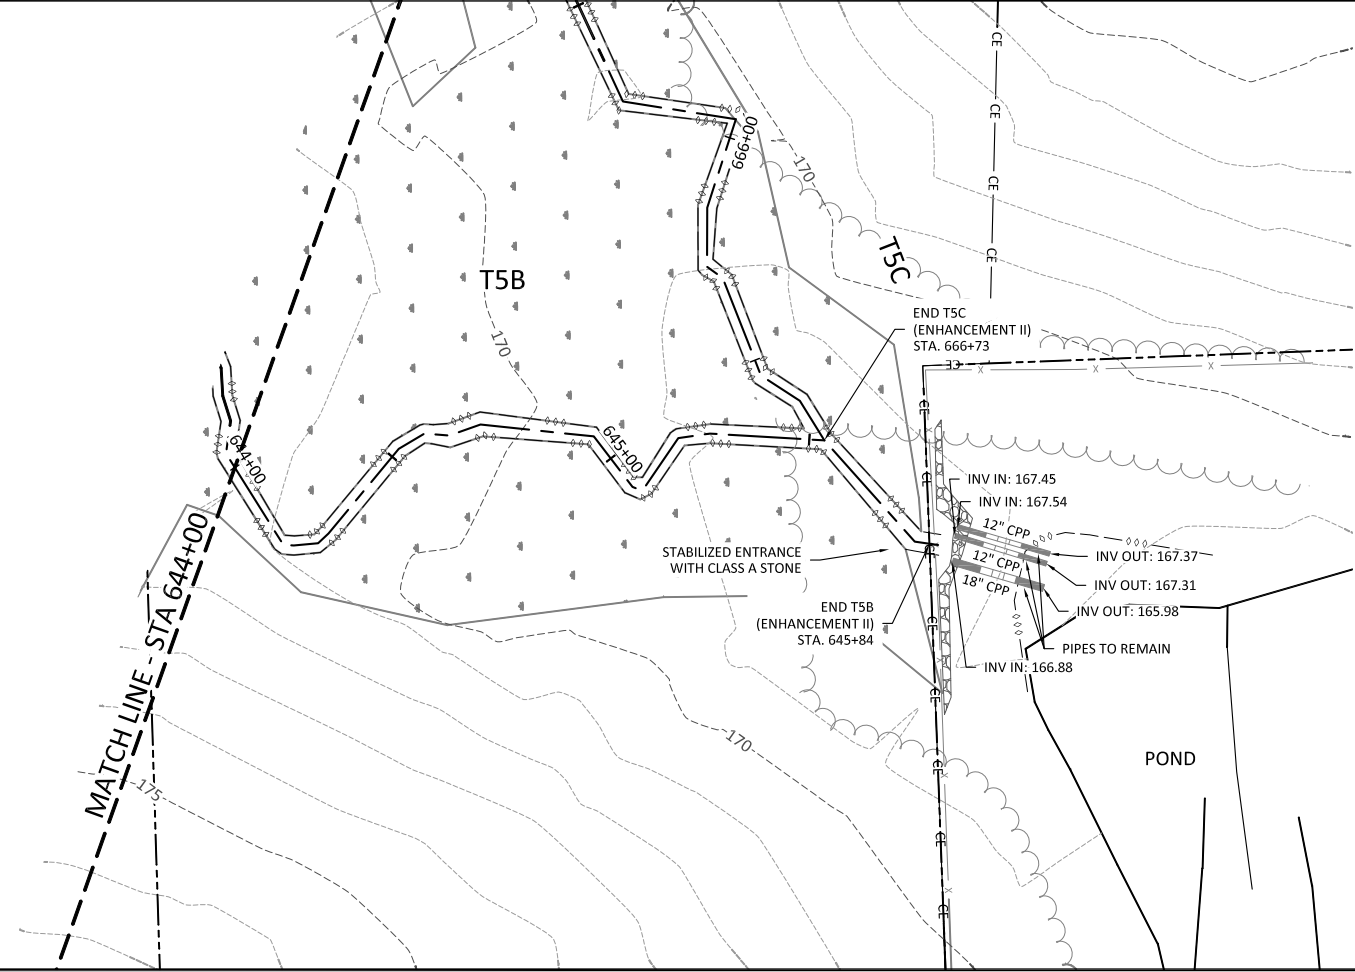 CE
CE
666+00
170
CE
T5C
CE
T5B
END T5C
(ENHANCEMENT II)
STA. 666+73
170
CE
X
X
X
CE
644+00
645+00
CE
INV IN: 167.45
INV IN: 167.54
12" CPP
STABILIZED ENTRANCE
WITH CLASS A STONE
CE
12" CPP
INV OUT: 167.37
18" CPP
INV OUT: 167.31
END T5B
(ENHANCEMENT II)
STA. 645+84
CE
INV OUT: 165.98
PIPES TO REMAIN
INV IN: 166.88
MATCH LINE - STA 644+00
CE
170
POND
CE
X
175
CE
X
CE